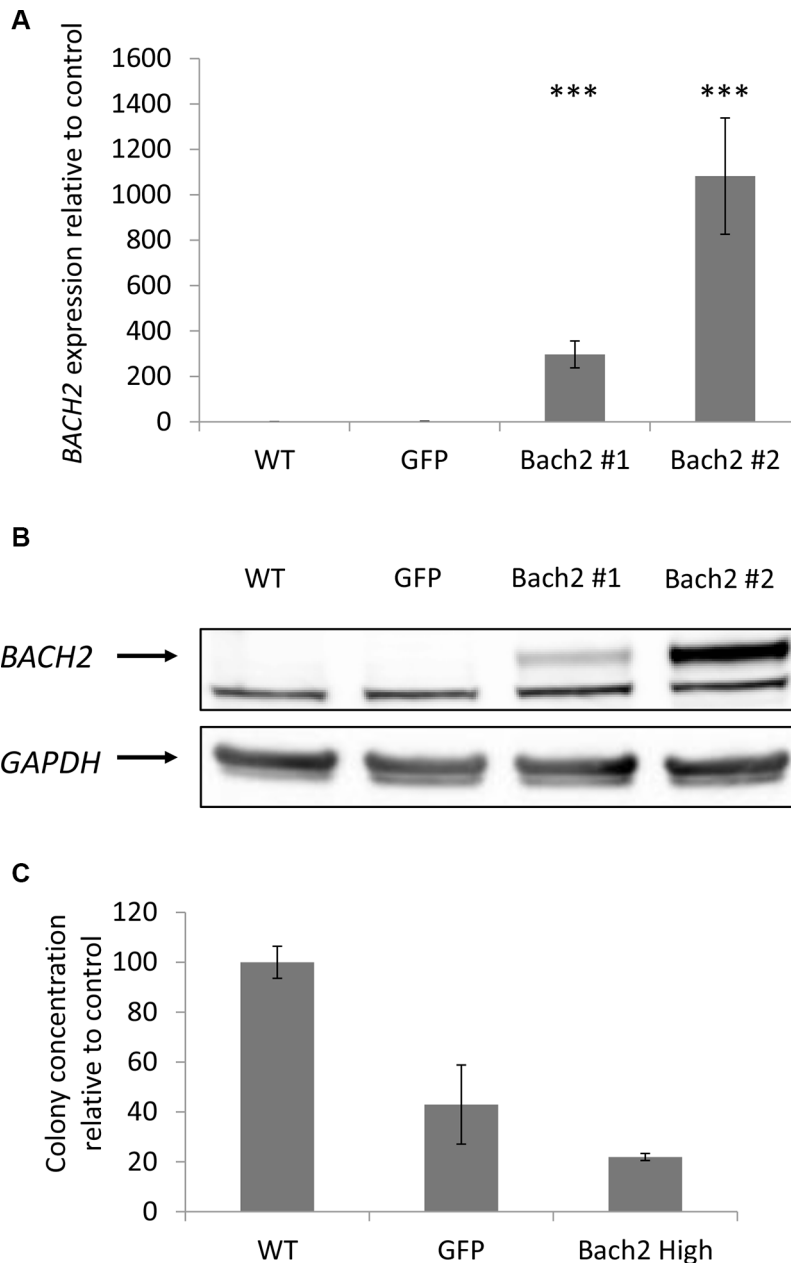 A
BACH2 expression relative to control
1600
1400
1200
1000
800
600
400
200
0
***
***
WT
GFP
Bach2 #1
Bach2 #2
B
WT
GFP
Bach2 #1
Bach2 #2
BACH2
GAPDH
C
Colony concentration
relative to control
120
100
80
60
40
20
0
WT
GFP
Bach2 High